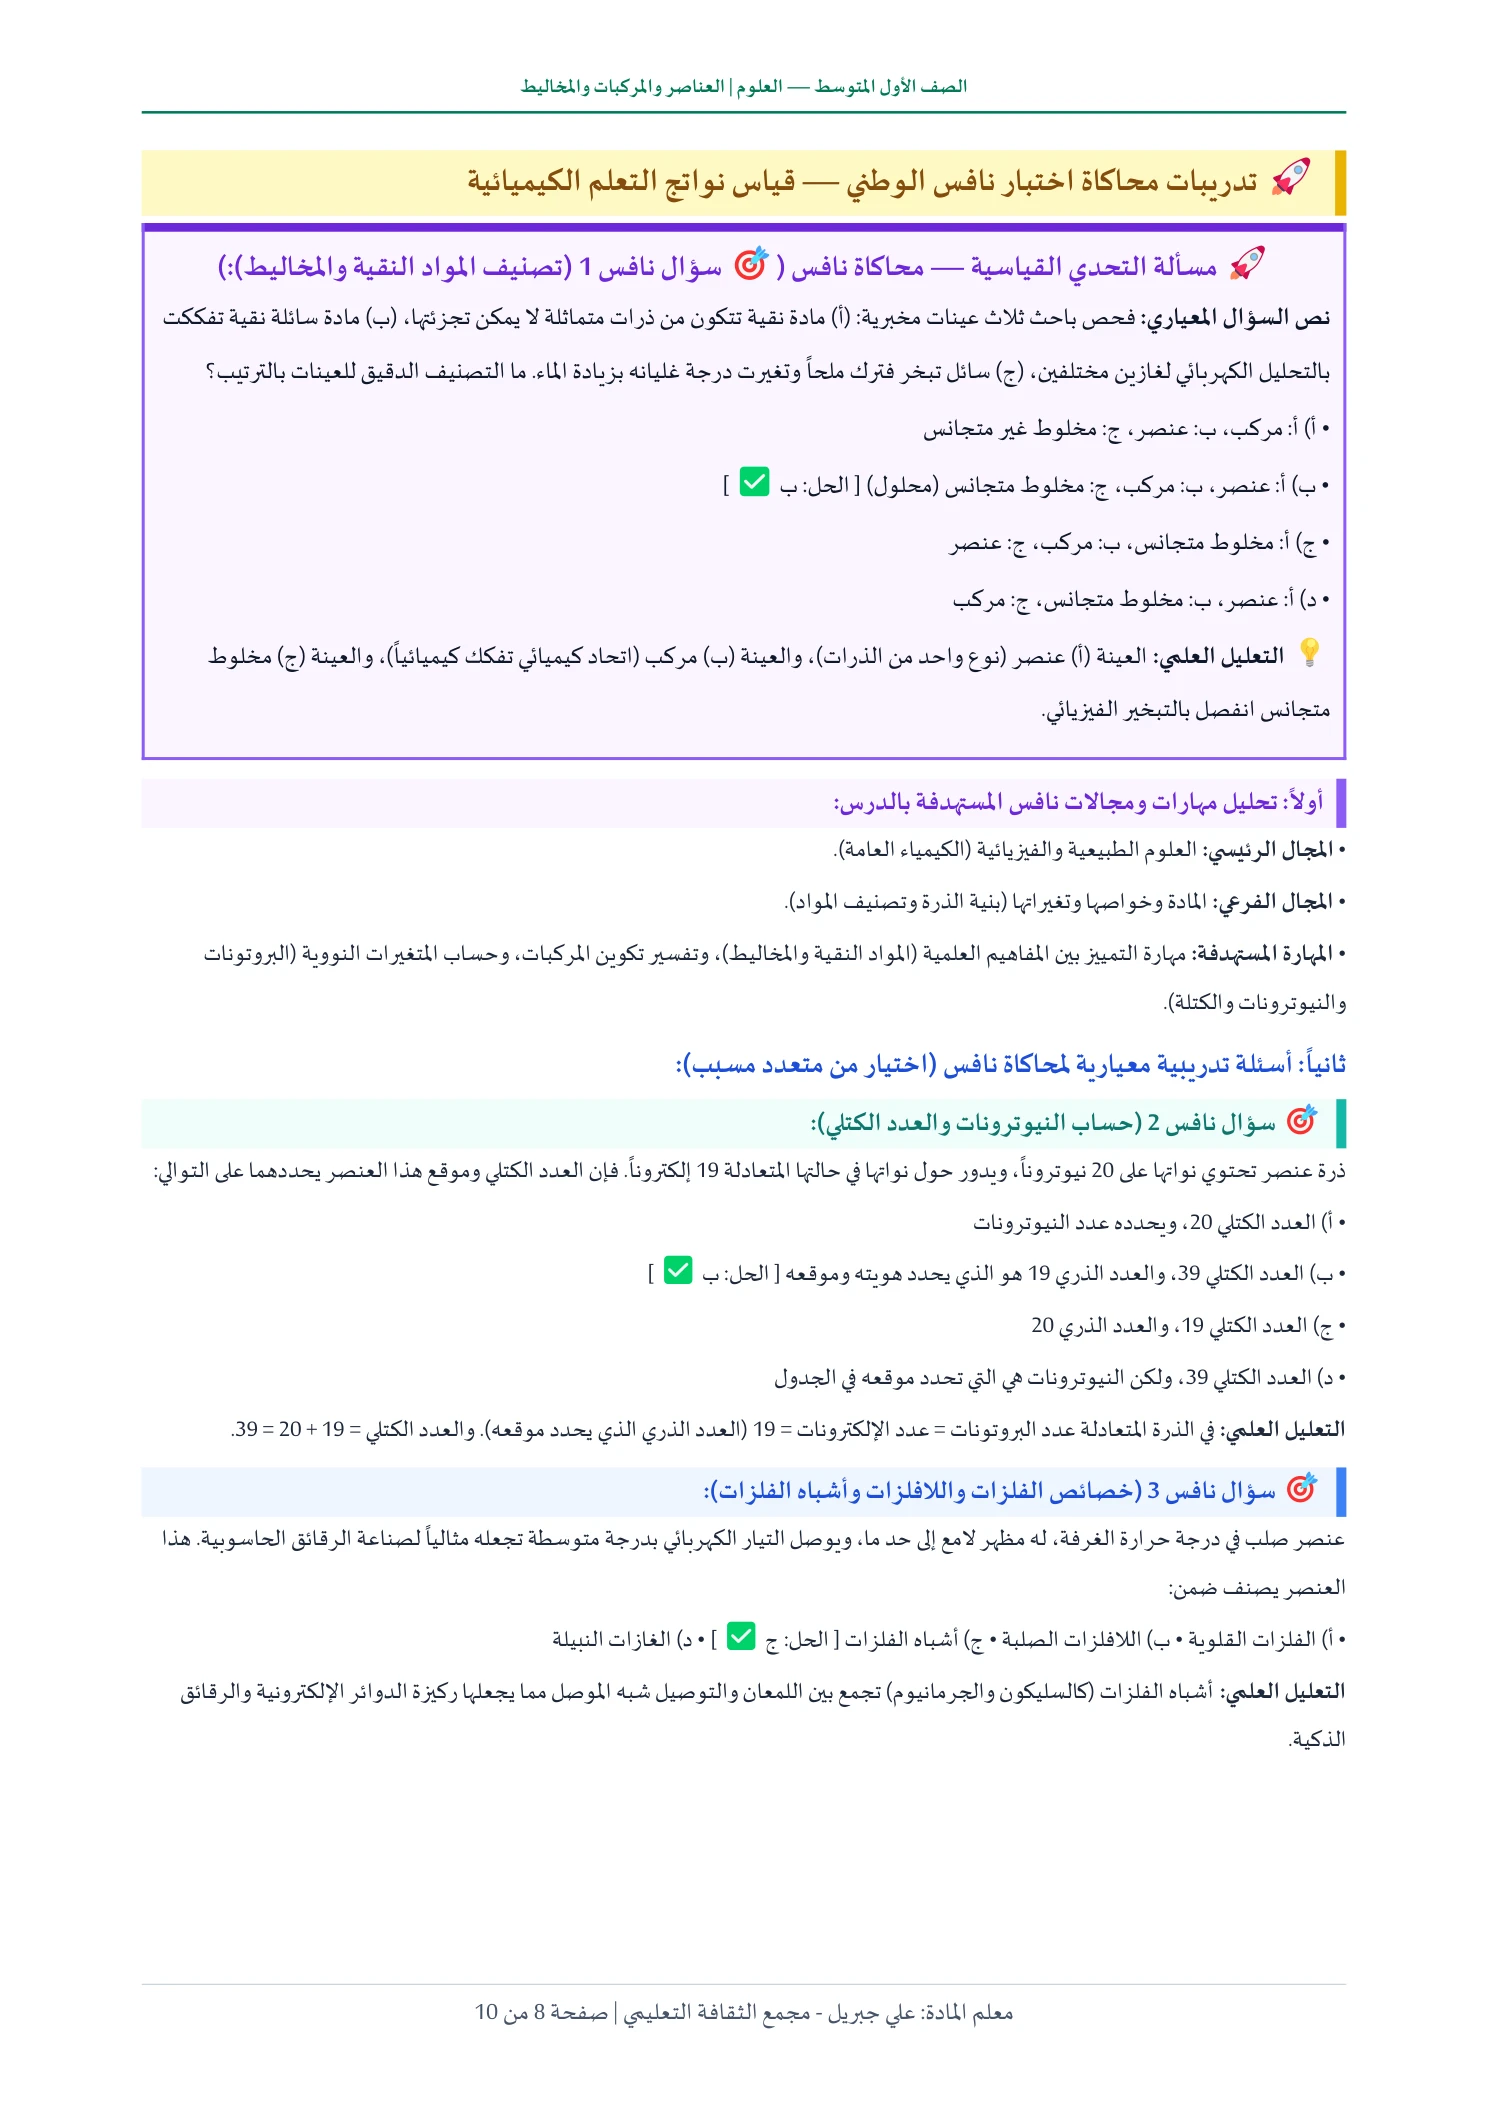 الصف الأول المتوسط — العلوم | العناصر والمركبات والمخاليط
🚀 تدريبات محاكاة اختبار نافس الوطني — قياس نواتج التعلم الكيميائية
🚀 مسألة التحدي القياسية — محاكاة نافس ( 🎯 سؤال نافس 1 (تصنيف المواد النقية والمخاليط):)
نص السؤال المعياري: فحص باحث ثلاث عينات مخبرية: (أ) مادة نقية تتكون من ذرات متماثلة لا يمكن تجزئتها، (ب) مادة سائلة نقية تفككت
بالتحليل الكهربائي لغازين مختلفين، (ج) سائل تبخر فترك ملحاً وتغيرت درجة غليانه بزيادة الماء. ما التصنيف الدقيق للعينات بالترتيب؟
• أ) أ: مركب، ب: عنصر، ج: مخلوط غير متجانس
• ب) أ: عنصر، ب: مركب، ج: مخلوط متجانس (محلول) [ الحل: ب ✅ ]
• ج) أ: مخلوط متجانس، ب: مركب، ج: عنصر
• د) أ: عنصر، ب: مخلوط متجانس، ج: مركب
💡 التعليل العلمي: العينة (أ) عنصر (نوع واحد من الذرات)، والعينة (ب) مركب (اتحاد كيميائي تفكك كيميائياً)، والعينة (ج) مخلوط
متجانس انفصل بالتبخير الفيزيائي.
أولاً: تحليل مهارات ومجالات نافس المستهدفة بالدرس:
• المجال الرئيسي: العلوم الطبيعية والفيزيائية (الكيمياء العامة).
• المجال الفرعي: المادة وخواصها وتغيراتها (بنية الذرة وتصنيف المواد).
• المهارة المستهدفة: مهارة التمييز بين المفاهيم العلمية (المواد النقية والمخاليط)، وتفسير تكوين المركبات، وحساب المتغيرات النووية (البروتونات
والنيوترونات والكتلة).
ثانياً: أسئلة تدريبية معيارية لمحاكاة نافس (اختيار من متعدد مسبب):
🎯 سؤال نافس 2 (حساب النيوترونات والعدد الكتلي):
ذرة عنصر تحتوي نواتها على 20 نيوتروناً، ويدور حول نواتها في حالتها المتعادلة 19 إلكتروناً. فإن العدد الكتلي وموقع هذا العنصر يحددهما على التوالي:
• أ) العدد الكتلي 20، ويحدده عدد النيوترونات
• ب) العدد الكتلي 39، والعدد الذري 19 هو الذي يحدد هويته وموقعه [ الحل: ب ✅ ]
• ج) العدد الكتلي 19، والعدد الذري 20
• د) العدد الكتلي 39، ولكن النيوترونات هي التي تحدد موقعه في الجدول
التعليل العلمي: في الذرة المتعادلة عدد البروتونات = عدد الإلكترونات = 19 (العدد الذري الذي يحدد موقعه). والعدد الكتلي = 19 + 20 = 39.
🎯 سؤال نافس 3 (خصائص الفلزات واللافلزات وأشباه الفلزات):
عنصر صلب في درجة حرارة الغرفة، له مظهر لامع إلى حد ما، ويوصل التيار الكهربائي بدرجة متوسطة تجعله مثالياً لصناعة الرقائق الحاسوبية. هذا
العنصر يصنف ضمن:
• أ) الفلزات القلوية • ب) اللافلزات الصلبة • ج) أشباه الفلزات [ الحل: ج ✅ ] • د) الغازات النبيلة
التعليل العلمي: أشباه الفلزات (كالسليكون والجرمانيوم) تجمع بين اللمعان والتوصيل شبه الموصل مما يجعلها ركيزة الدوائر الإلكترونية والرقائق
الذكية.
معلم المادة: علي جبريل - مجمع الثقافة التعليمي | صفحة 8 من 10